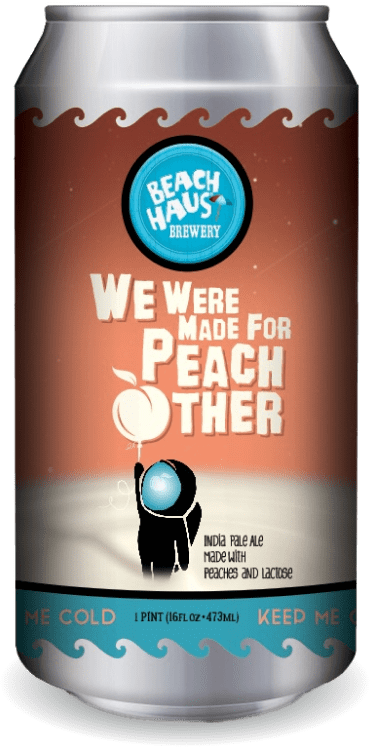 BEACH
HAUS
BREWERY
WE WERE
MADE FOR
PEACH
OTHER
INDIA PALE ALE
MADE WITH
PEACHES AND LACTOSE
ME COLD 1 PINT (16FL OZ•473ML) KEEP ME